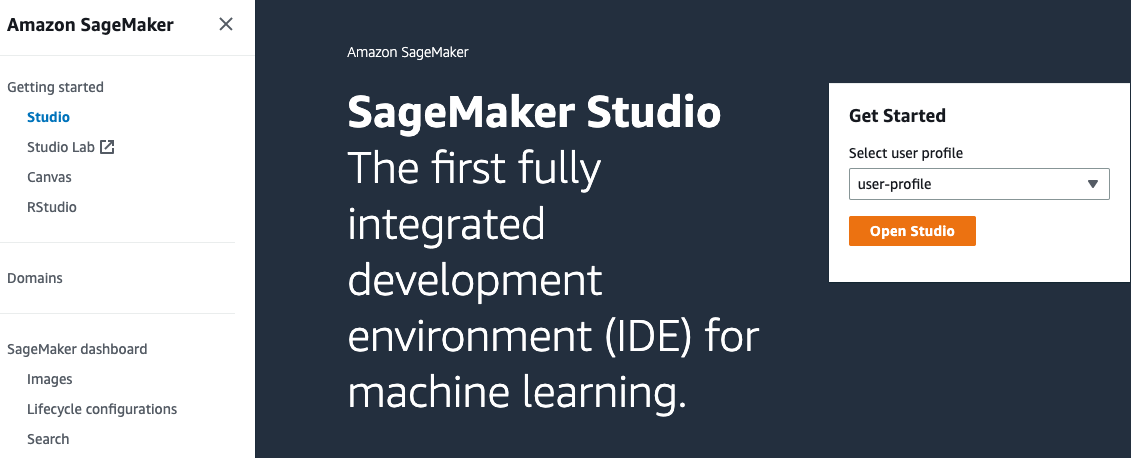 Amazon SageMaker
Getting started
Studio
Studio Lab
Canvas
RStudio
Domains
SageMaker dashboard
Images
Lifecycle configurations
Search
Amazon SageMaker
SageMaker Studio
The first fully
integrated
development
environment (IDE) for
machine learning.
Get Started
Select user profile
user-profile
Open Studio